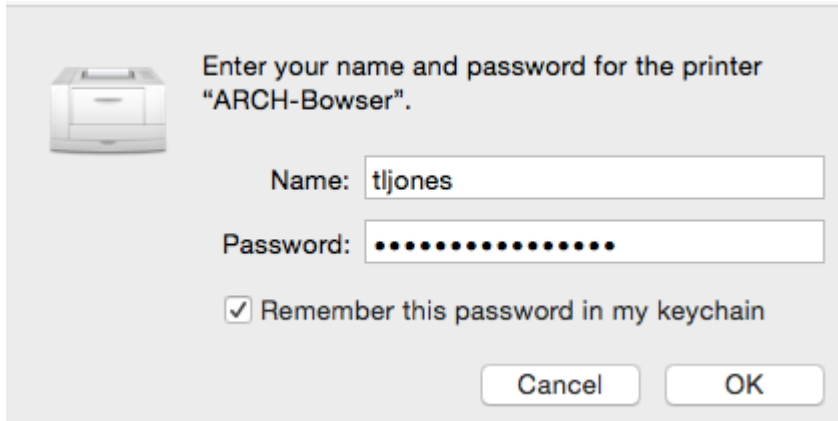 Enter your name and password for the printer
“ARCH-Bowser”.
Name: tljones
Password: ••••••••••••••••
Remember this password in my keychain
Cancel OK